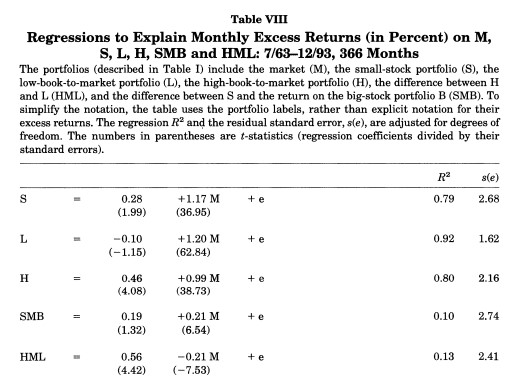 Table VIII
Regressions to Explain Monthly Excess Returns (in Percent) on M,
S, L, H, SMB and HML: 7/63–12/93, 366 Months
The portfolios (described in Table I) include the market (M), the small-stock portfolio (S), the
low-book-to-market portfolio (L), the high-book-to-market portfolio (H), the difference between H
and L (HML), and the difference between S and the return on the big-stock portfolio B (SMB). To
simplify the notation, the table uses the portfolio labels, rather than explicit notation for their
excess returns. The regression R² and the residual standard error, s(e), are adjusted for degrees of
freedom. The numbers in parentheses are t-statistics (regression coefficients divided by their
standard errors).
R² s(e)
S = 0.28 +1.17 M + e 0.79 2.68
(1.99) (36.95)
L = −0.10 +1.20 M + e 0.92 1.62
(−1.15) (62.84)
H = 0.46 +0.99 M + e 0.80 2.16
(4.08) (38.73)
SMB = 0.19 +0.21 M + e 0.10 2.74
(1.32) (6.54)
HML = 0.56 −0.21 M + e 0.13 2.41
(4.42) (−7.53)